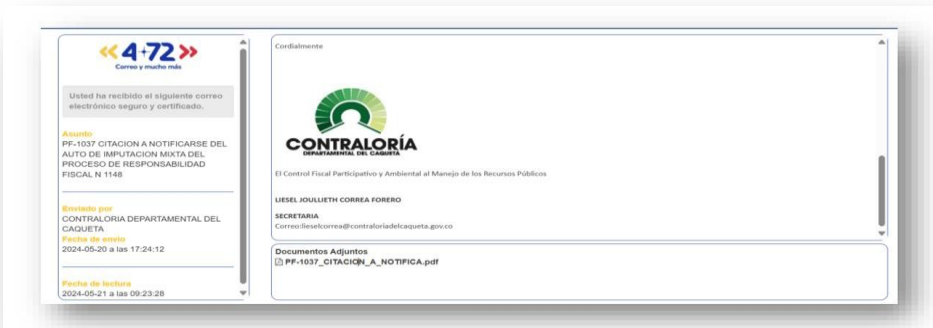 4-72
Correo y mucho más
Usted ha recibido el siguiente correo
electrónico seguro y certificado.
Asunto
PF-1037 CITACION A NOTIFICARSE DEL
AUTO DE IMPUTACION MIXTA DEL
PROCESO DE RESPONSABILIDAD
FISCAL N 1148
Enviado por
CONTRALORIA DEPARTAMENTAL DEL
CAQUETA
Fecha de envío
2024-05-20 a las 17:24:12
Fecha de lectura
2024-05-21 a las 09:23:28
Cordialmente
CONTRALORÍA
DEPARTAMENTAL DEL CAQUETA
El Control Fiscal Participativo y Ambiental al Manejo de los Recursos Públicos
LIESEL JOULLIETH CORREA FORERO
SECRETARIA
Correo:lieselcorrea@contraloriadelcaqueta.gov.co
Documentos Adjuntos
PF-1037_CITACION_A_NOTIFICA.pdf